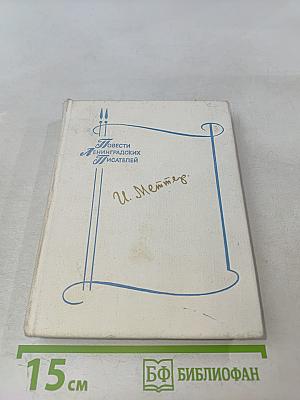 Повести
Ленинградских
Писателей
И. Меттер.
15 см
БФ БИБЛИОФАН